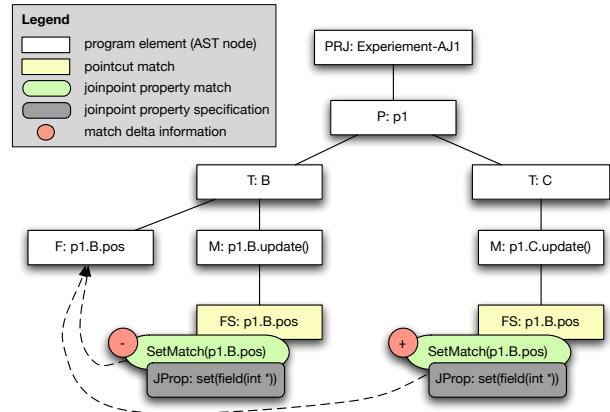 Legend
program element (AST node)
pointcut match
joinpoint property match
joinpoint property specification
match delta information
PRJ: Experiement-AJ1
P: p1
T: B
T: C
F: p1.B.pos
M: p1.B.update()
M: p1.C.update()
FS: p1.B.pos
FS: p1.B.pos
-
SetMatch(p1.B.pos)
+
SetMatch(p1.B.pos)
JProp: set(field(int *))
JProp: set(field(int *))